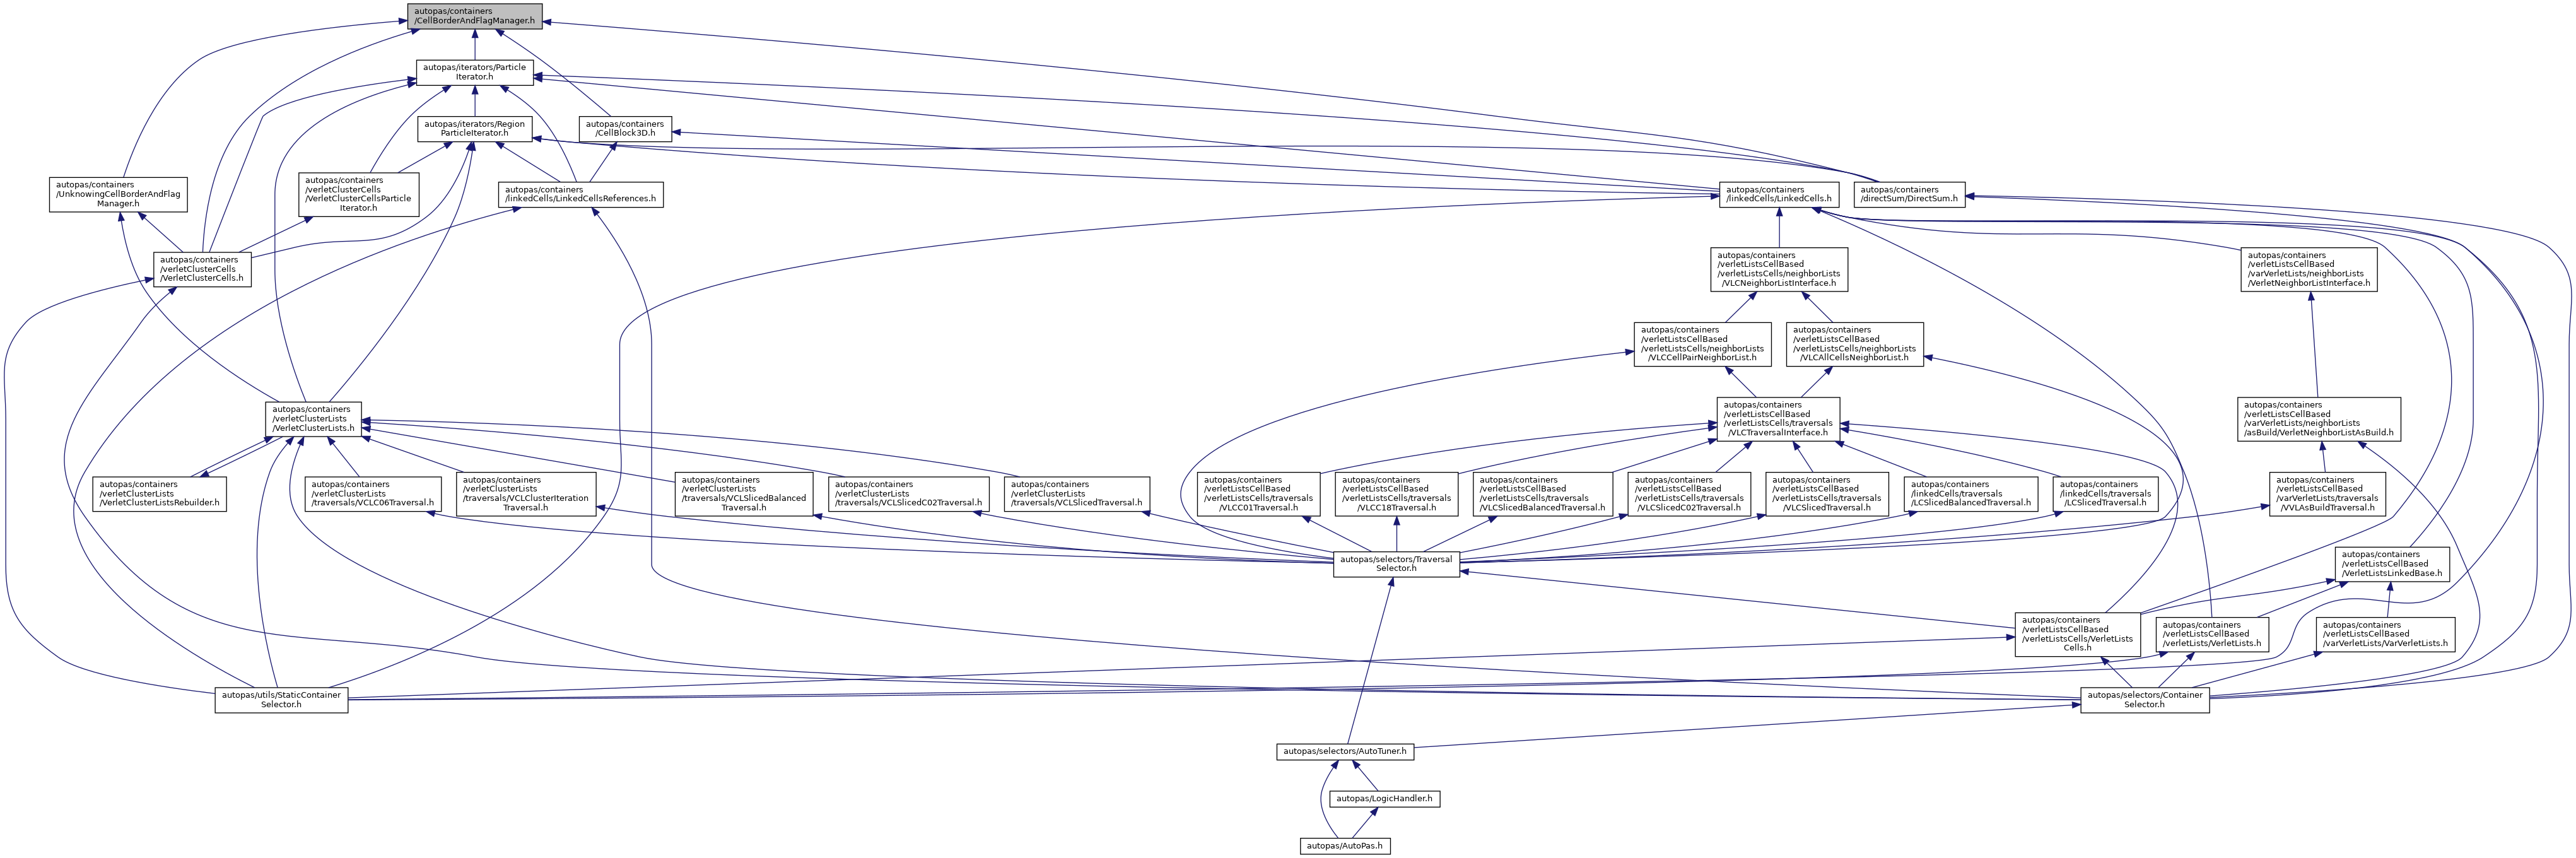 autopas/containers
/CellBorderAndFlagManager.h
autopas/iterators/Particle
Iterator.h
autopas/iterators/Region
ParticleIterator.h
autopas/containers
/CellBlock3D.h
autopas/containers
/UnknowingCellBorderAndFlag
Manager.h
autopas/containers
/verletClusterCells
/VerletClusterCellsParticle
Iterator.h
autopas/containers
/linkedCells/LinkedCellsReferences.h
autopas/containers
/linkedCells/LinkedCells.h
autopas/containers
/directSum/DirectSum.h
autopas/containers
/verletClusterCells
/VerletClusterCells.h
autopas/containers
/verletListsCellBased
/verletListsCells/neighborLists
/VLCNeighborListInterface.h
autopas/containers
/verletListsCellBased
/varVerletLists/neighborLists
/VerletNeighborListInterface.h
autopas/containers
/verletListsCellBased
/verletListsCells/neighborLists
/VLCCellPairNeighborList.h
autopas/containers
/verletListsCellBased
/verletListsCells/neighborLists
/VLCAllCellsNeighborList.h
autopas/containers
/verletClusterLists
/VerletClusterLists.h
autopas/containers
/verletListsCellBased
/verletListsCells/traversals
/VLCTraversalInterface.h
autopas/containers
/verletListsCellBased
/varVerletLists/neighborLists
/asBuild/VerletNeighborListAsBuild.h
autopas/containers
/verletClusterLists
/VerletClusterListsRebuilder.h
autopas/containers
/verletClusterLists
/traversals/VCLC06Traversal.h
autopas/containers
/verletClusterLists
/traversals/VCLClusterIteration
Traversal.h
autopas/containers
/verletClusterLists
/traversals/VCLSlicedBalanced
Traversal.h
autopas/containers
/verletClusterLists
/traversals/VCLSlicedC02Traversal.h
autopas/containers
/verletClusterLists
/traversals/VCLSlicedTraversal.h
autopas/containers
/verletListsCellBased
/verletListsCells/traversals
/VLCC01Traversal.h
autopas/containers
/verletListsCellBased
/verletListsCells/traversals
/VLCC18Traversal.h
autopas/containers
/verletListsCellBased
/verletListsCells/traversals
/VLCSlicedBalancedTraversal.h
autopas/containers
/verletListsCellBased
/verletListsCells/traversals
/VLCSlicedC02Traversal.h
autopas/containers
/verletListsCellBased
/verletListsCells/traversals
/VLCSlicedTraversal.h
autopas/containers
/linkedCells/traversals
/LCSlicedBalancedTraversal.h
autopas/containers
/linkedCells/traversals
/LCSlicedTraversal.h
autopas/containers
/verletListsCellBased
/varVerletLists/traversals
/VVLAsBuildTraversal.h
autopas/selectors/Traversal
Selector.h
autopas/containers
/verletListsCellBased
/VerletListsLinkedBase.h
autopas/containers
/verletListsCellBased
/verletListsCells/VerletLists
Cells.h
autopas/containers
/verletListsCellBased
/verletLists/VerletLists.h
autopas/containers
/verletListsCellBased
/varVerletLists/VarVerletLists.h
autopas/utils/StaticContainer
Selector.h
autopas/selectors/Container
Selector.h
autopas/selectors/AutoTuner.h
autopas/LogicHandler.h
autopas/AutoPas.h